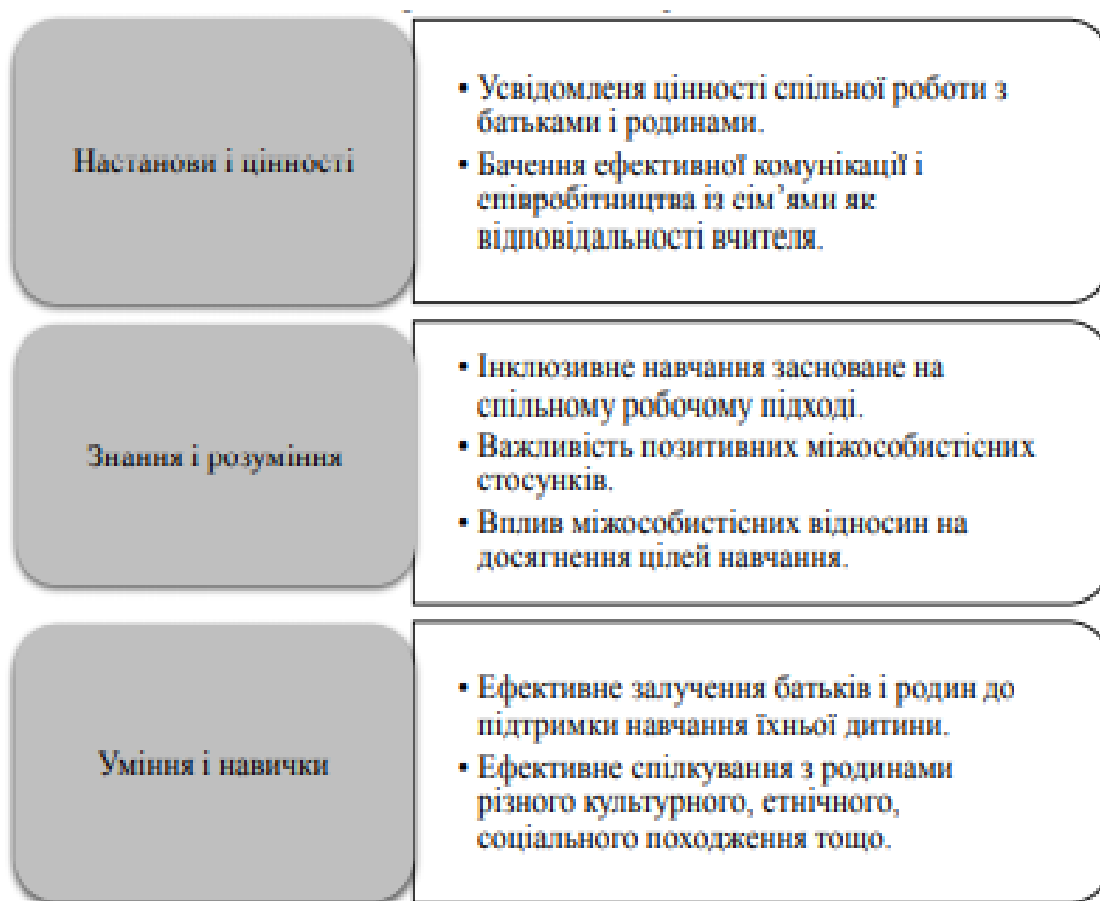 Настанови і цінності
• Усвідомленя цінності спільної роботи з
батьками і родинами.
• Бачення ефективної комунікації і
співробітництва із сім’ями як
відповідальності вчителя.
Знання і розуміння
• Інклюзивне навчання засноване на
спільному робочому підході.
• Важливість позитивних міжособистісних
стосунків.
• Вплив міжособистісних відносин на
досягнення цілей навчання.
Уміння і навички
• Ефективне залучення батьків і родин до
підтримки навчання їхньої дитини.
• Ефективне спілкування з родинами
різного культурного, етнічного,
соціального походження тощо.